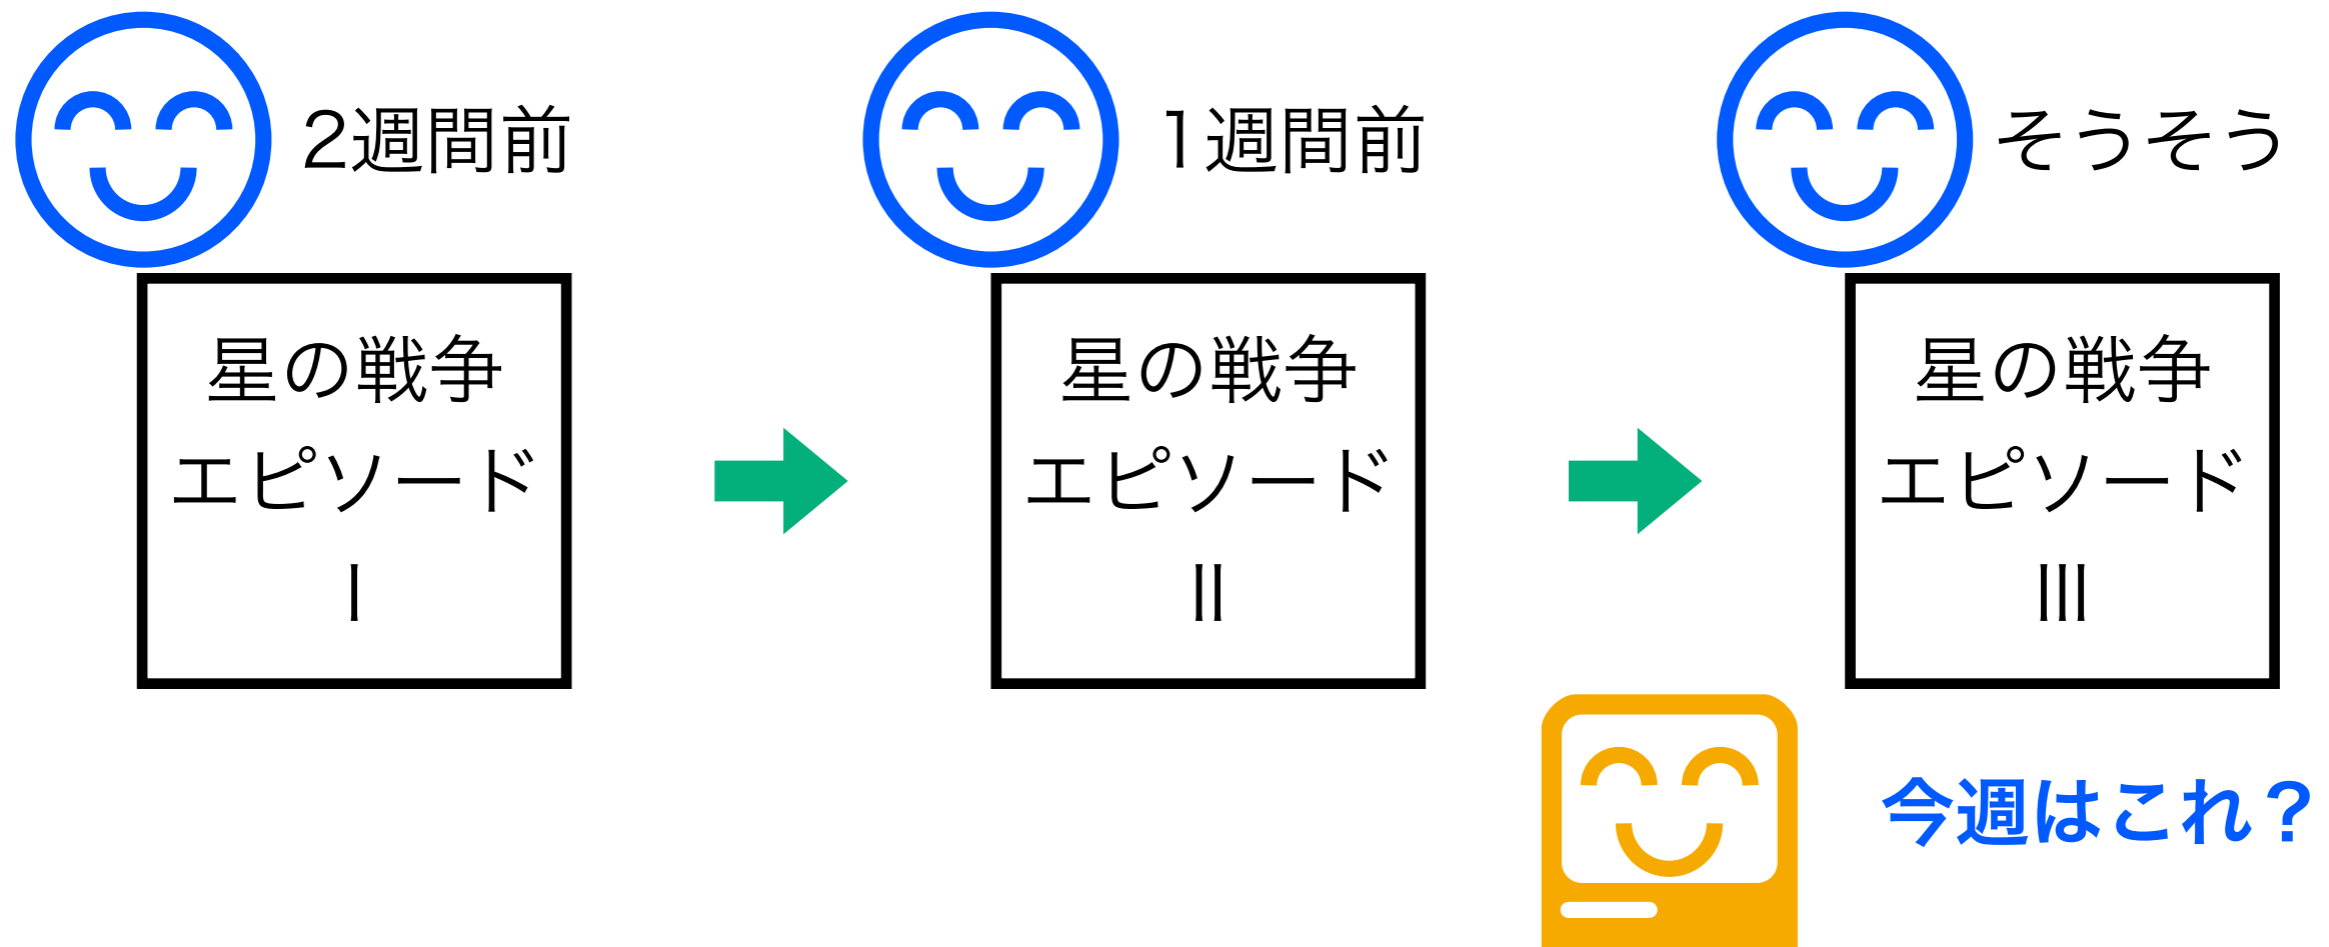 2週間前
1週間前
そうそう
星の戦争
エピソード
I
星の戦争
エピソード
II
星の戦争
エピソード
III
今週はこれ？